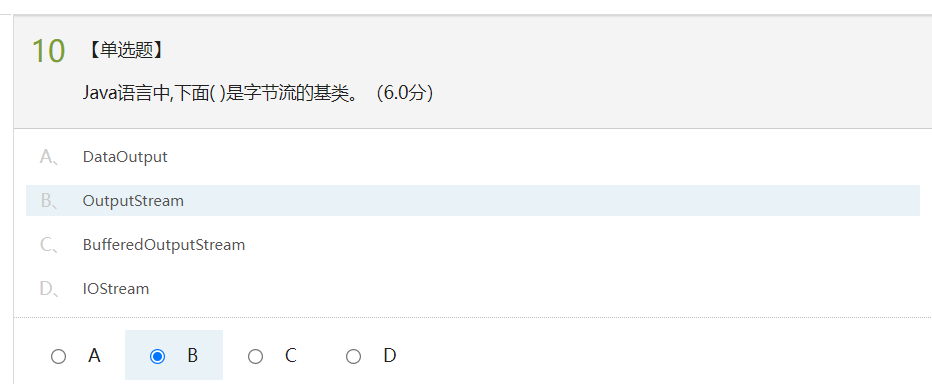 10 【单选题】
Java语言中,下面( )是字节流的基类。（6.0分）
A、 DataOutput
B、 OutputStream
C、 BufferedOutputStream
D、 IOStream
A B C D